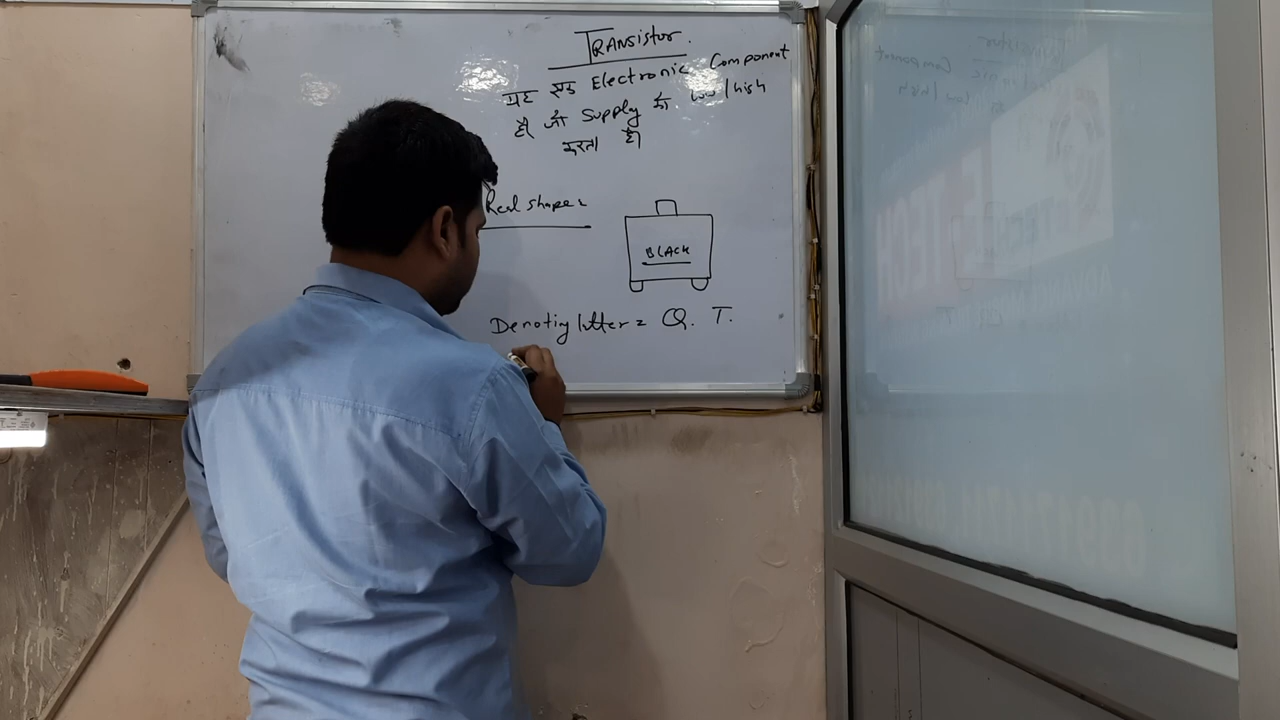 TRANSISTOR.
यह एक Electronic Component
है। जो Supply को Low/high
करता है।
Real shape =
BLACK
Denoting letter = Q. T.